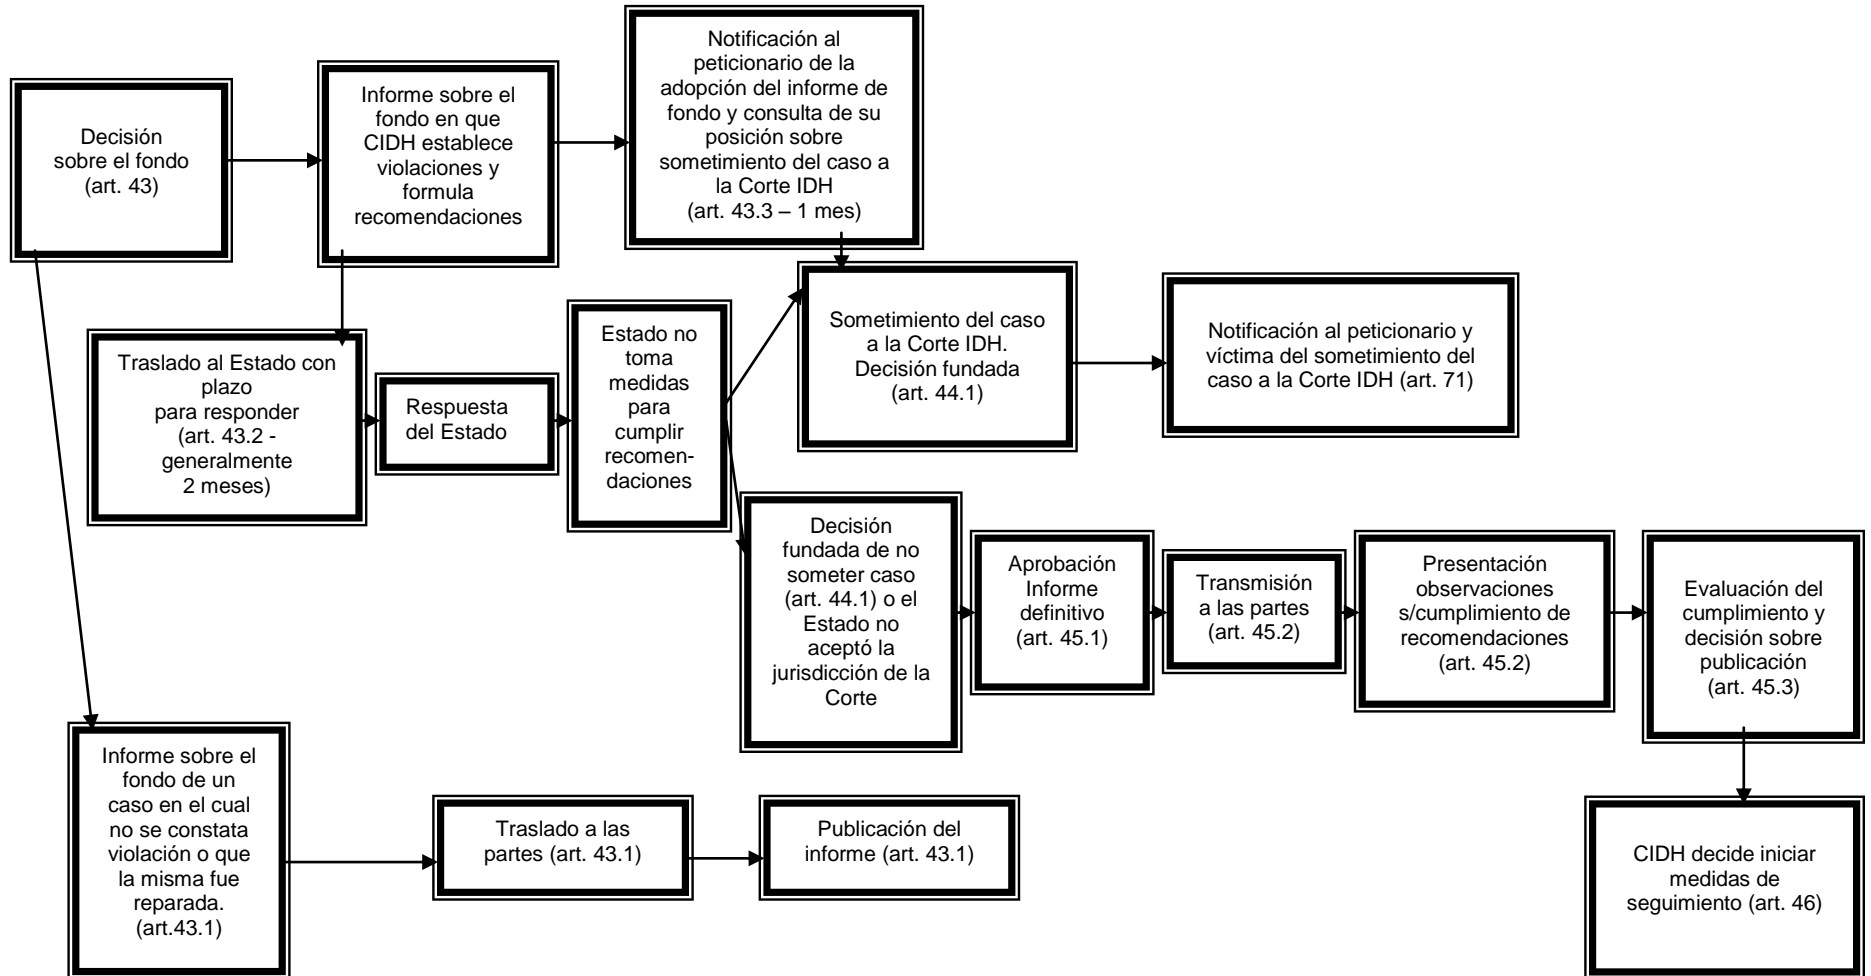 Decisión
sobre el fondo
(art. 43)
Informe sobre el
fondo en que
CIDH establece
violaciones y
formula
recomendaciones
Notificación al
peticionario de la
adopción del informe de
fondo y consulta de su
posición sobre
sometimiento del caso a
la Corte IDH
(art. 43.3 – 1 mes)
Traslado al Estado con
plazo
para responder
(art. 43.2 -
generalmente
2 meses)
Respuesta
del Estado
Estado no
toma
medidas
para
cumplir
recomen-
daciones
Sometimiento del caso
a la Corte IDH.
Decisión fundada
(art. 44.1)
Notificación al peticionario y
víctima del sometimiento del
caso a la Corte IDH (art. 71)
Decisión
fundada de no
someter caso
(art. 44.1) o el
Estado no
aceptó la
jurisdicción de la
Corte
Aprobación
Informe
definitivo
(art. 45.1)
Transmisión
a las partes
(art. 45.2)
Presentación
observaciones
s/cumplimiento de
recomendaciones
(art. 45.2)
Evaluación del
cumplimiento y
decisión sobre
publicación
(art. 45.3)
Informe sobre el
fondo de un
caso en el cual
no se constata
violación o que
la misma fue
reparada.
(art.43.1)
Traslado a las
partes (art. 43.1)
Publicación del
informe (art. 43.1)
CIDH decide iniciar
medidas de
seguimiento (art. 46)